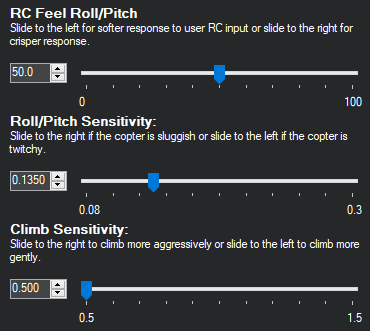 RC Feel Roll/Pitch
Slide to the left for softer response to user RC input or slide to the right for
crisper response.
50.0
0 100
Roll/Pitch Sensitivity:
Slide to the right if the copter is sluggish or slide to the left if the copter is
twitchy.
0.1350
0.08 0.3
Climb Sensitivity:
Slide to the right to climb more aggressively or slide to the left to climb more
gently.
0.500
0.5 1.5